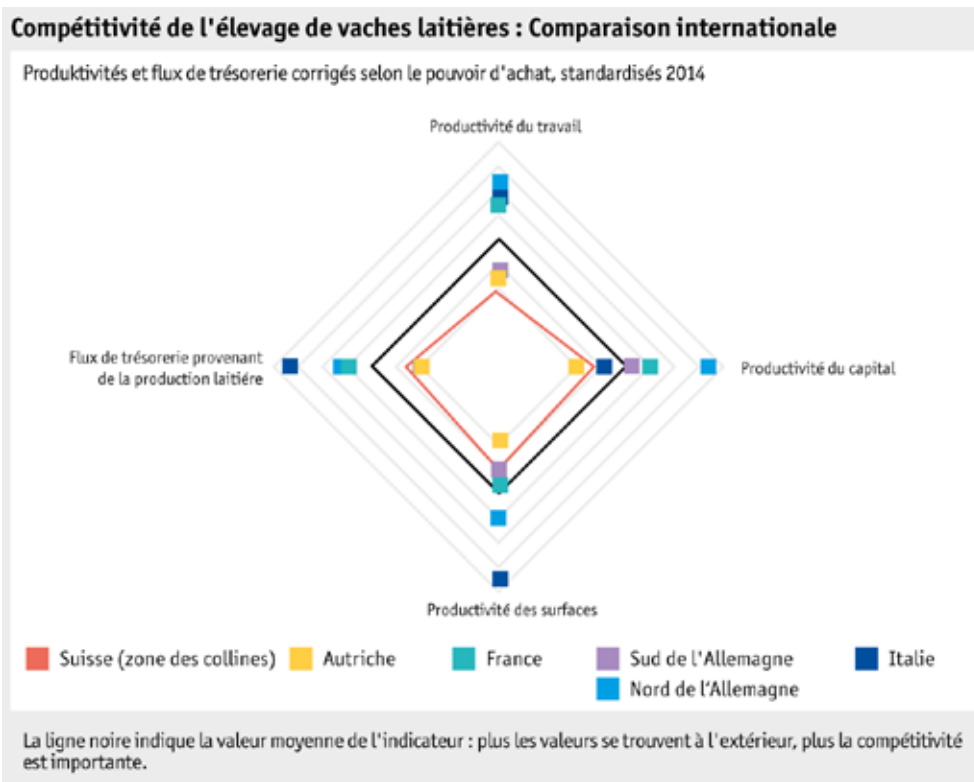 Compétitivité de l'élevage de vaches laitières : Comparaison internationale
Produktivités et flux de trésorerie corrigés selon le pouvoir d'achat, standardisés 2014
Productivité du travail
Flux de trésorerie provenant
de la production laitiére
Productivité du capital
Productivité des surfaces
Suisse (zone des collines)
Autriche
France
Sud de l'Allemagne
Italie
Nord de l'Allemagne
La ligne noire indique la valeur moyenne de l'indicateur : plus les valeurs se trouvent à l'extérieur, plus la compétitivité
est importante.